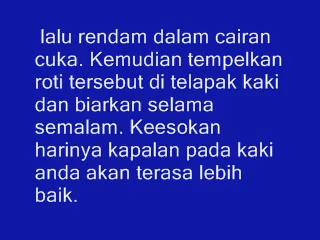 lalu rendam dalam cairan
cuka. Kemudian tempelkan
roti tersebut di telapak kaki
dan biarkan selama
semalam. Keesokan
harinya kapalan pada kaki
anda akan terasa lebih
baik.